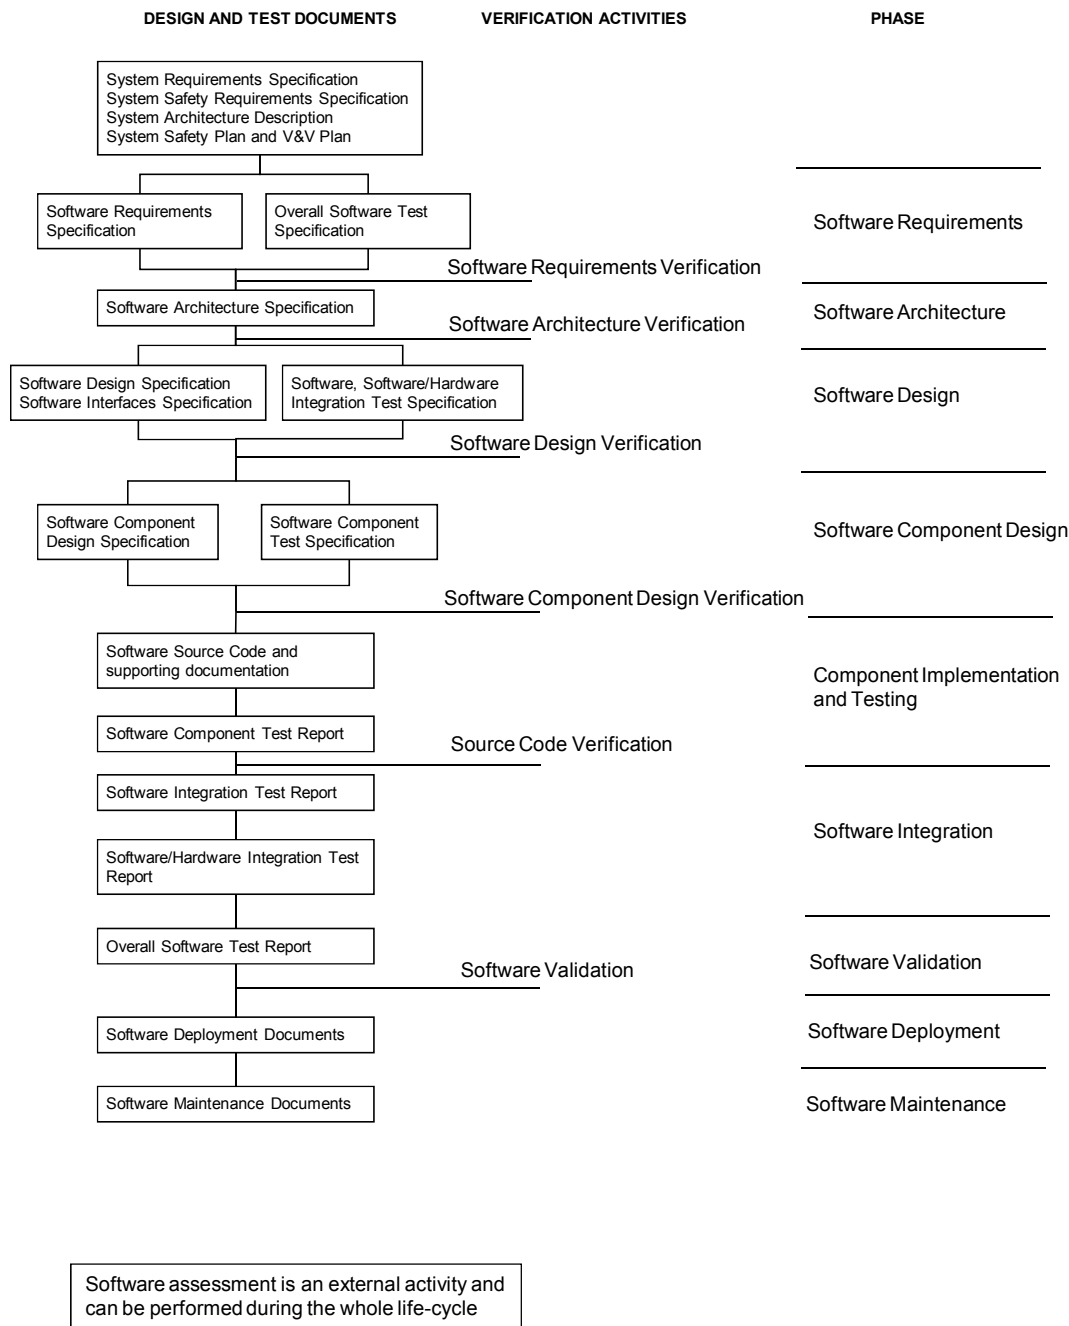 DESIGN AND TEST DOCUMENTS
VERIFICATION ACTIVITIES
PHASE
System Requirements Specification
System Safety Requirements Specification
System Architecture Description
System Safety Plan and V&V Plan
Software Requirements
Specification
Overall Software Test
Specification
Software Requirements
Software Requirements Verification
Software Architecture Specification
Software Architecture
Software Architecture Verification
Software Design Specification
Software Interfaces Specification
Software, Software/Hardware
Integration Test Specification
Software Design
Software Design Verification
Software Component
Design Specification
Software Component
Test Specification
Software Component Design
Software Component Design Verification
Software Source Code and
supporting documentation
Component Implementation
and Testing
Software Component Test Report
Source Code Verification
Software Integration Test Report
Software Integration
Software/Hardware Integration Test
Report
Overall Software Test Report
Software Validation
Software Validation
Software Deployment Documents
Software Deployment
Software Maintenance Documents
Software Maintenance
Software assessment is an external activity and
can be performed during the whole life-cycle